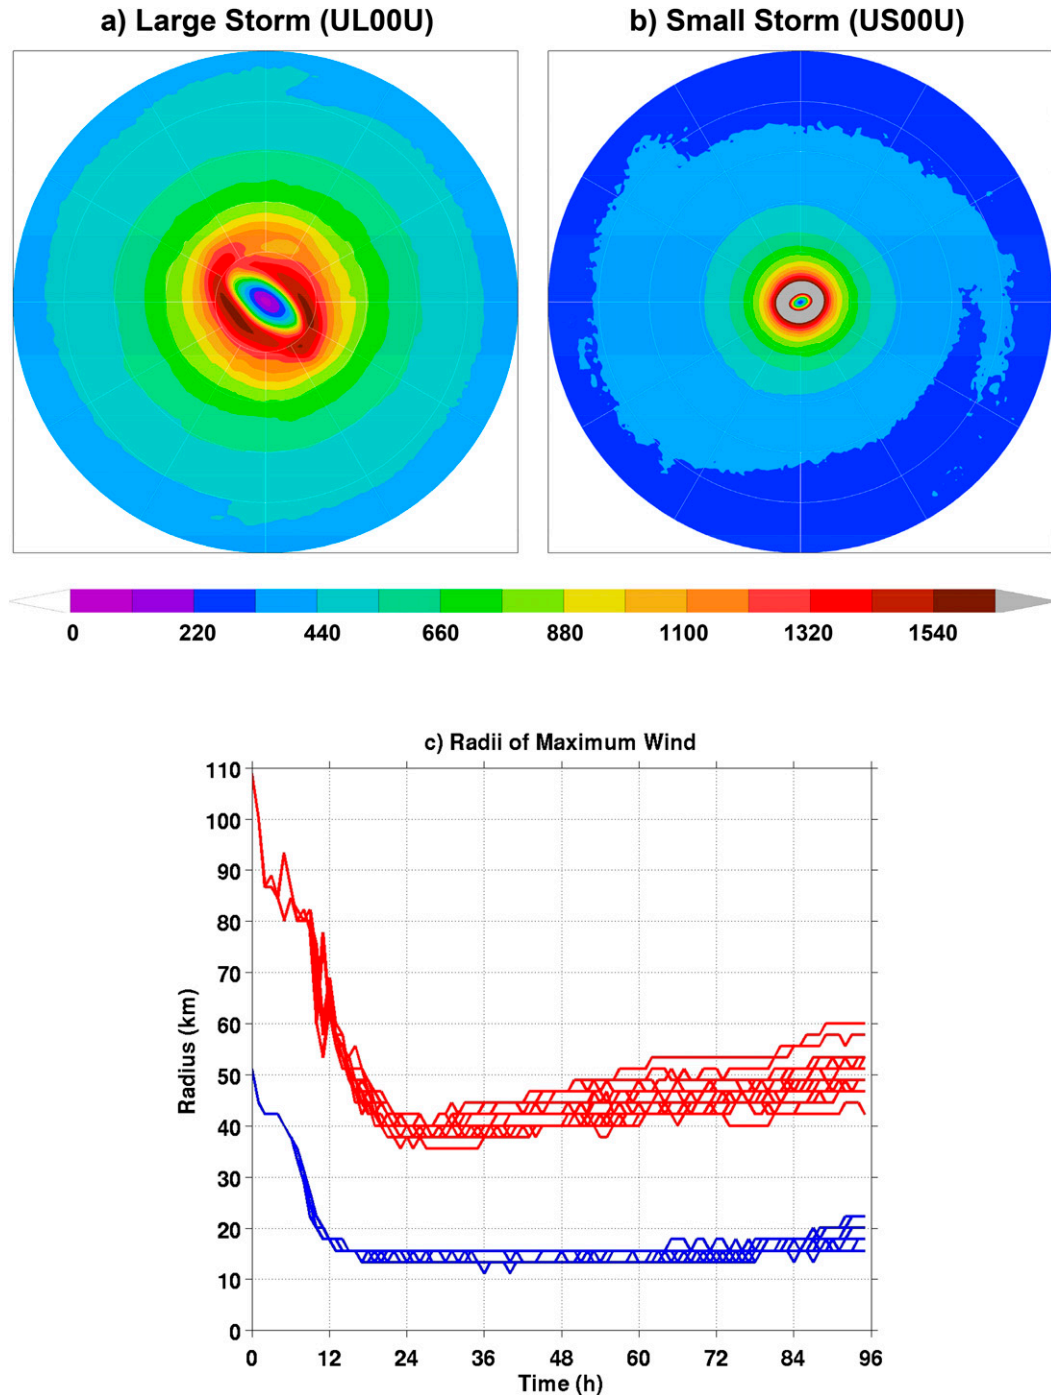 a) Large Storm (UL00U)
b) Small Storm (US00U)
0 220 440 660 880 1100 1320 1540
c) Radii of Maximum Wind
110
100
90
80
70
60
50
40
30
20
10
0
Radius (km)
0 12 24 36 48 60 72 84 96
Time (h)